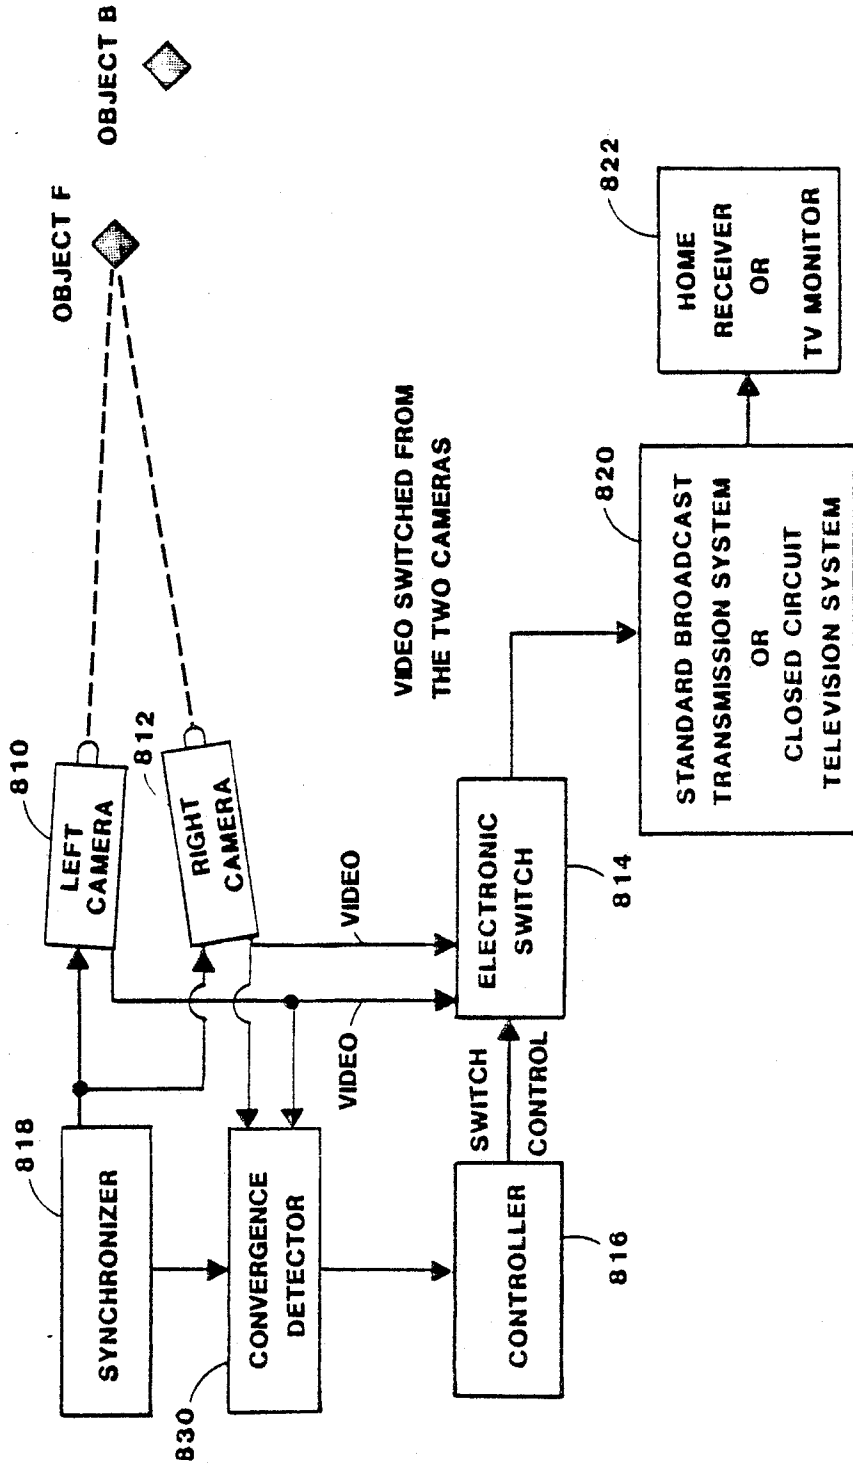 OBJECT B
OBJECT F
810
LEFT
CAMERA
812
RIGHT
CAMERA
818
SYNCHRONIZER
830
CONVERGENCE
DETECTOR
VIDEO
VIDEO
VIDEO SWITCHED FROM
THE TWO CAMERAS
CONTROLLER
816
SWITCH
CONTROL
ELECTRONIC
SWITCH
814
820
STANDARD BROADCAST
TRANSMISSION SYSTEM
OR
CLOSED CIRCUIT
TELEVISION SYSTEM
822
HOME
RECEIVER
OR
TV MONITOR